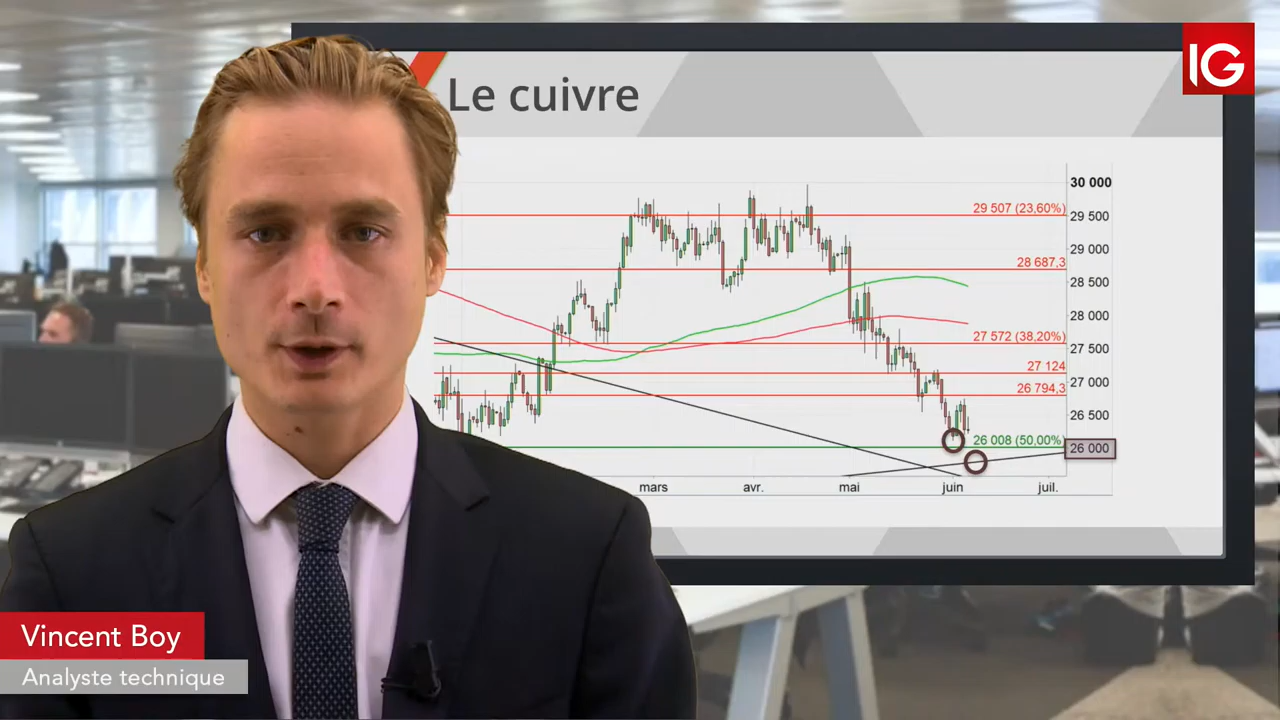 IG
Le cuivre
30 000
29 507 (23,60%)
29 500
29 000
28 687,3
28 500
28 000
27 572 (38,20%)
27 500
27 124
27 000
26 794,3
26 500
26 008 (50,00%)
26 000
mars avr. mai juin juil.
Vincent Boy
Analyste technique